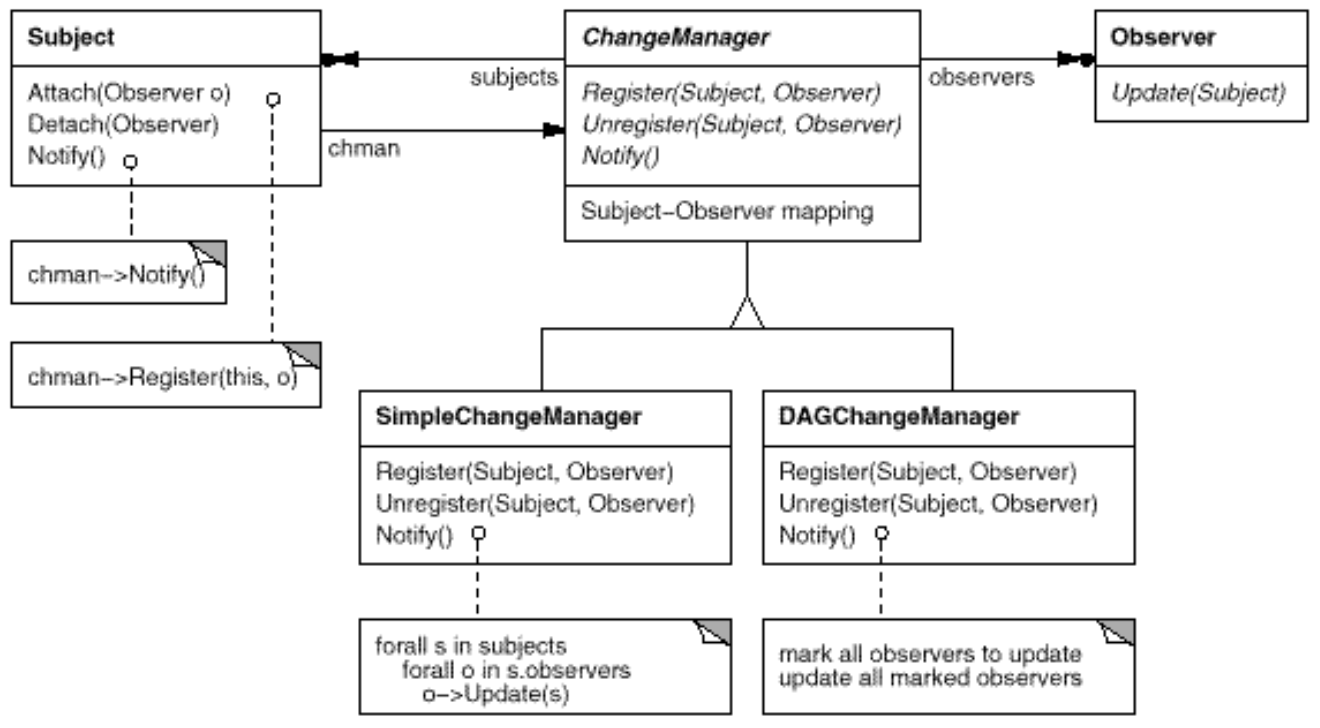 Subject
Attach(Observer o)
Detach(Observer)
Notify()
chman->Notify()
chman->Register(this, o)
subjects
chman
ChangeManager
Register(Subject, Observer)
Unregister(Subject, Observer)
Notify()
Subject-Observer mapping
observers
Observer
Update(Subject)
SimpleChangeManager
Register(Subject, Observer)
Unregister(Subject, Observer)
Notify()
forall s in subjects
forall o in s.observers
o->Update(s)
DAGChangeManager
Register(Subject, Observer)
Unregister(Subject, Observer)
Notify()
mark all observers to update
update all marked observers